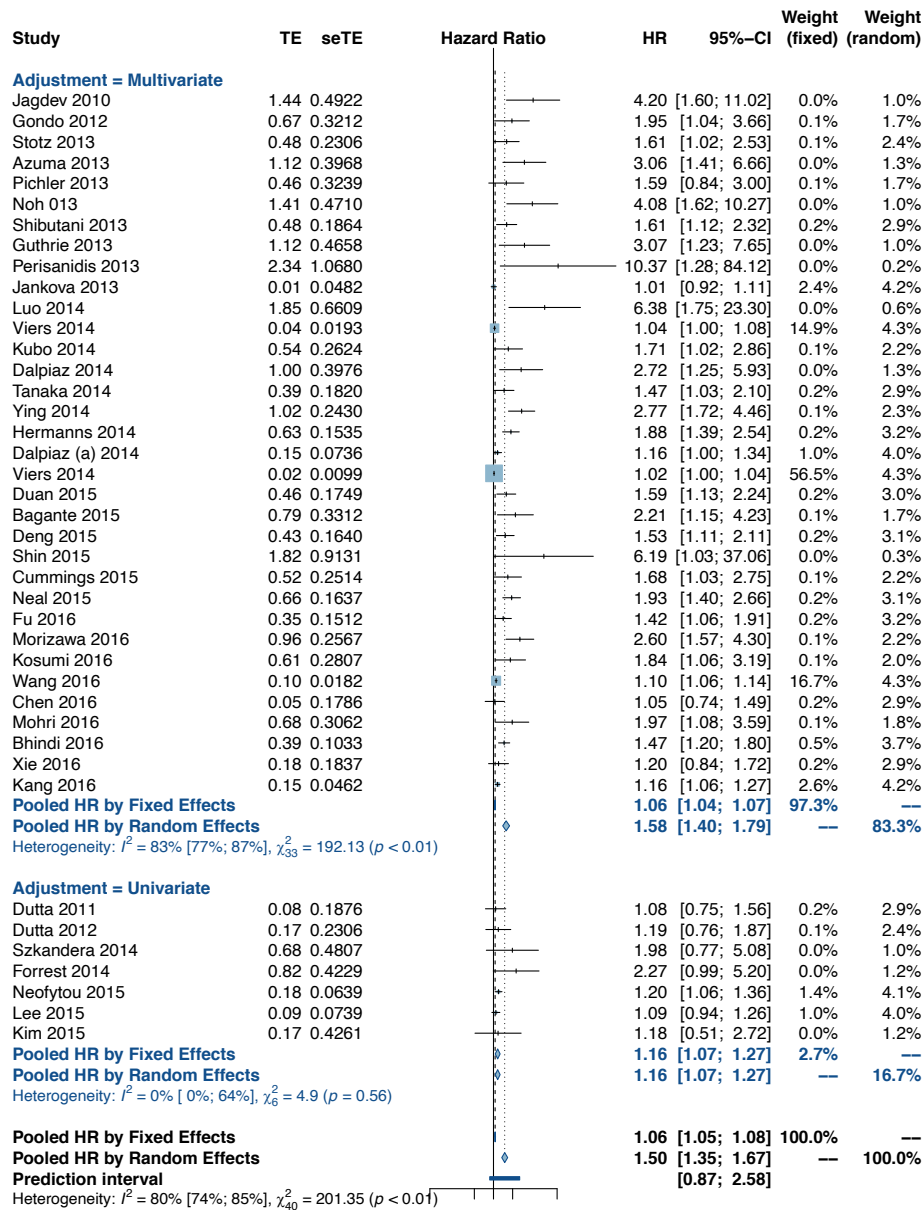 Weight Weight
Study TE seTE Hazard Ratio HR 95%−CI (fixed) (random)
Adjustment = Multivariate
Jagdev 2010 1.44 0.4922 4.20 [1.60; 11.02] 0.0% 1.0%
Gondo 2012 0.67 0.3212 1.95 [1.04; 3.66] 0.1% 1.7%
Stotz 2013 0.48 0.2306 1.61 [1.02; 2.53] 0.1% 2.4%
Azuma 2013 1.12 0.3968 3.06 [1.41; 6.66] 0.0% 1.3%
Pichler 2013 0.46 0.3239 1.59 [0.84; 3.00] 0.1% 1.7%
Noh 013 1.41 0.4710 4.08 [1.62; 10.27] 0.0% 1.0%
Shibutani 2013 0.48 0.1864 1.61 [1.12; 2.32] 0.2% 2.9%
Guthrie 2013 1.12 0.4658 3.07 [1.23; 7.65] 0.0% 1.0%
Perisanidis 2013 2.34 1.0680 10.37 [1.28; 84.12] 0.0% 0.2%
Jankova 2013 0.01 0.0482 1.01 [0.92; 1.11] 2.4% 4.2%
Luo 2014 1.85 0.6609 6.38 [1.75; 23.30] 0.0% 0.6%
Viers 2014 0.04 0.0193 1.04 [1.00; 1.08] 14.9% 4.3%
Kubo 2014 0.54 0.2624 1.71 [1.02; 2.86] 0.1% 2.2%
Dalpiaz 2014 1.00 0.3976 2.72 [1.25; 5.93] 0.0% 1.3%
Tanaka 2014 0.39 0.1820 1.47 [1.03; 2.10] 0.2% 2.9%
Ying 2014 1.02 0.2430 2.77 [1.72; 4.46] 0.1% 2.3%
Hermanns 2014 0.63 0.1535 1.88 [1.39; 2.54] 0.2% 3.2%
Dalpiaz (a) 2014 0.15 0.0736 1.16 [1.00; 1.34] 1.0% 4.0%
Viers 2014 0.02 0.0099 1.02 [1.00; 1.04] 56.5% 4.3%
Duan 2015 0.46 0.1749 1.59 [1.13; 2.24] 0.2% 3.0%
Bagante 2015 0.79 0.3312 2.21 [1.15; 4.23] 0.1% 1.7%
Deng 2015 0.43 0.1640 1.53 [1.11; 2.11] 0.2% 3.1%
Shin 2015 1.82 0.9131 6.19 [1.03; 37.06] 0.0% 0.3%
Cummings 2015 0.52 0.2514 1.68 [1.03; 2.75] 0.1% 2.2%
Neal 2015 0.66 0.1637 1.93 [1.40; 2.66] 0.2% 3.1%
Fu 2016 0.35 0.1512 1.42 [1.06; 1.91] 0.2% 3.2%
Morizawa 2016 0.96 0.2567 2.60 [1.57; 4.30] 0.1% 2.2%
Kosumi 2016 0.61 0.2807 1.84 [1.06; 3.19] 0.1% 2.0%
Wang 2016 0.10 0.0182 1.10 [1.06; 1.14] 16.7% 4.3%
Chen 2016 0.05 0.1786 1.05 [0.74; 1.49] 0.2% 2.9%
Mohri 2016 0.68 0.3062 1.97 [1.08; 3.59] 0.1% 1.8%
Bhindi 2016 0.39 0.1033 1.47 [1.20; 1.80] 0.5% 3.7%
Xie 2016 0.18 0.1837 1.20 [0.84; 1.72] 0.2% 2.9%
Kang 2016 0.15 0.0462 1.16 [1.06; 1.27] 2.6% 4.2%
Pooled HR by Fixed Effects 1.06 [1.04; 1.07] 97.3% −−
Pooled HR by Random Effects 1.58 [1.40; 1.79] −− 83.3%
Heterogeneity: I² = 83% [77%; 87%], χ²₃₃ = 192.13 (p < 0.01)
Adjustment = Univariate
Dutta 2011 0.08 0.1876 1.08 [0.75; 1.56] 0.2% 2.9%
Dutta 2012 0.17 0.2306 1.19 [0.76; 1.87] 0.1% 2.4%
Szkandera 2014 0.68 0.4807 1.98 [0.77; 5.08] 0.0% 1.0%
Forrest 2014 0.82 0.4229 2.27 [0.99; 5.20] 0.0% 1.2%
Neofytou 2015 0.18 0.0639 1.20 [1.06; 1.36] 1.4% 4.1%
Lee 2015 0.09 0.0739 1.09 [0.94; 1.26] 1.0% 4.0%
Kim 2015 0.17 0.4261 1.18 [0.51; 2.72] 0.0% 1.2%
Pooled HR by Fixed Effects 1.16 [1.07; 1.27] 2.7% −−
Pooled HR by Random Effects 1.16 [1.07; 1.27] −− 16.7%
Heterogeneity: I² = 0% [ 0%; 64%], χ²₆ = 4.9 (p = 0.56)
Pooled HR by Fixed Effects 1.06 [1.05; 1.08] 100.0% −−
Pooled HR by Random Effects 1.50 [1.35; 1.67] −− 100.0%
Prediction interval [0.87; 2.58]
Heterogeneity: I² = 80% [74%; 85%], χ²₄₀ = 201.35 (p < 0.01)